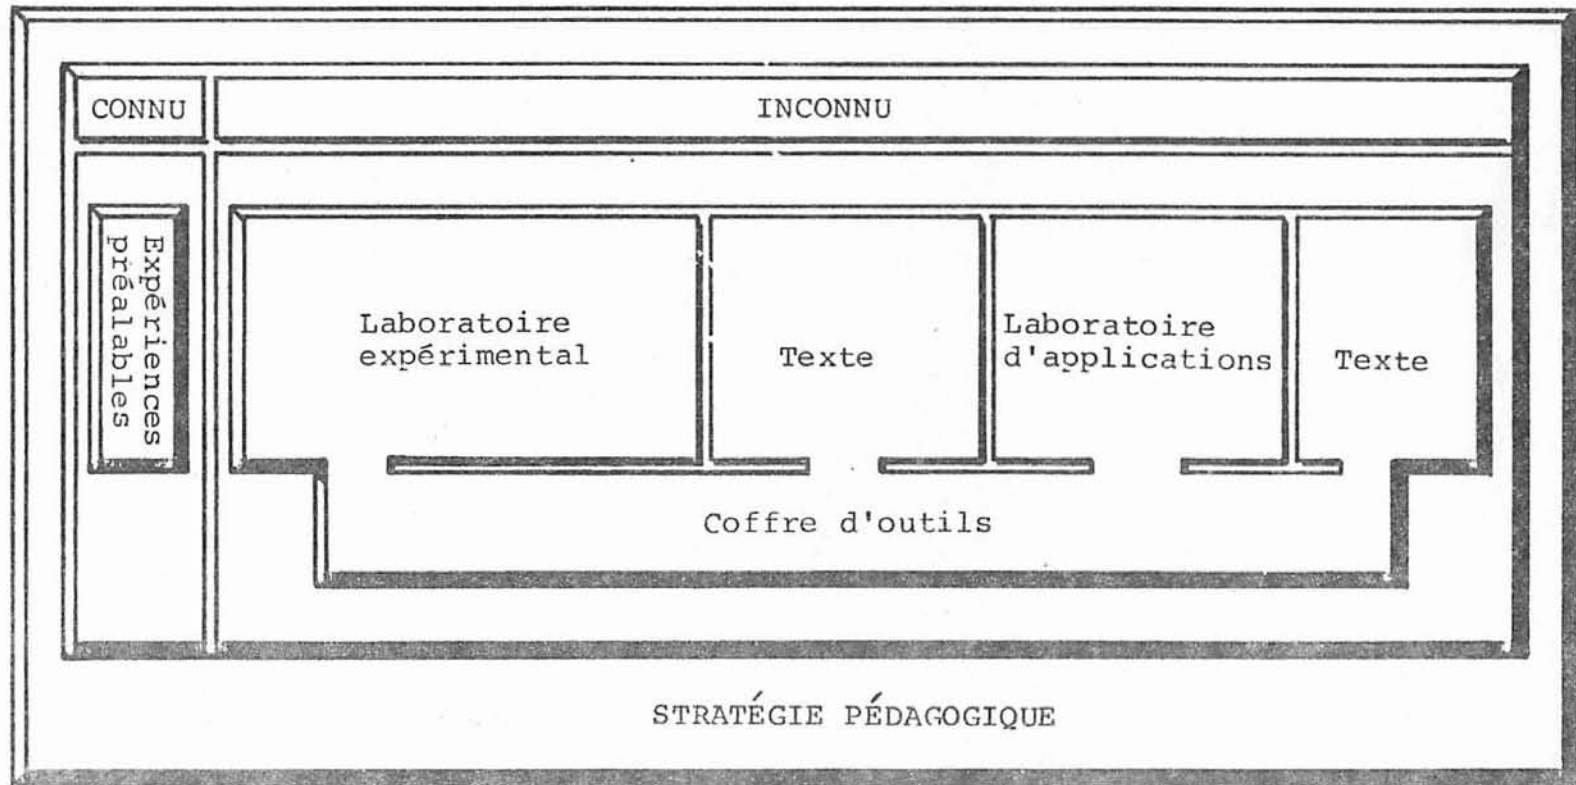 CONNU
INCONNU
Expériences
préalables
Laboratoire
expérimental
Texte
Laboratoire
d'applications
Texte
Coffre d'outils
STRATÉGIE PÉDAGOGIQUE